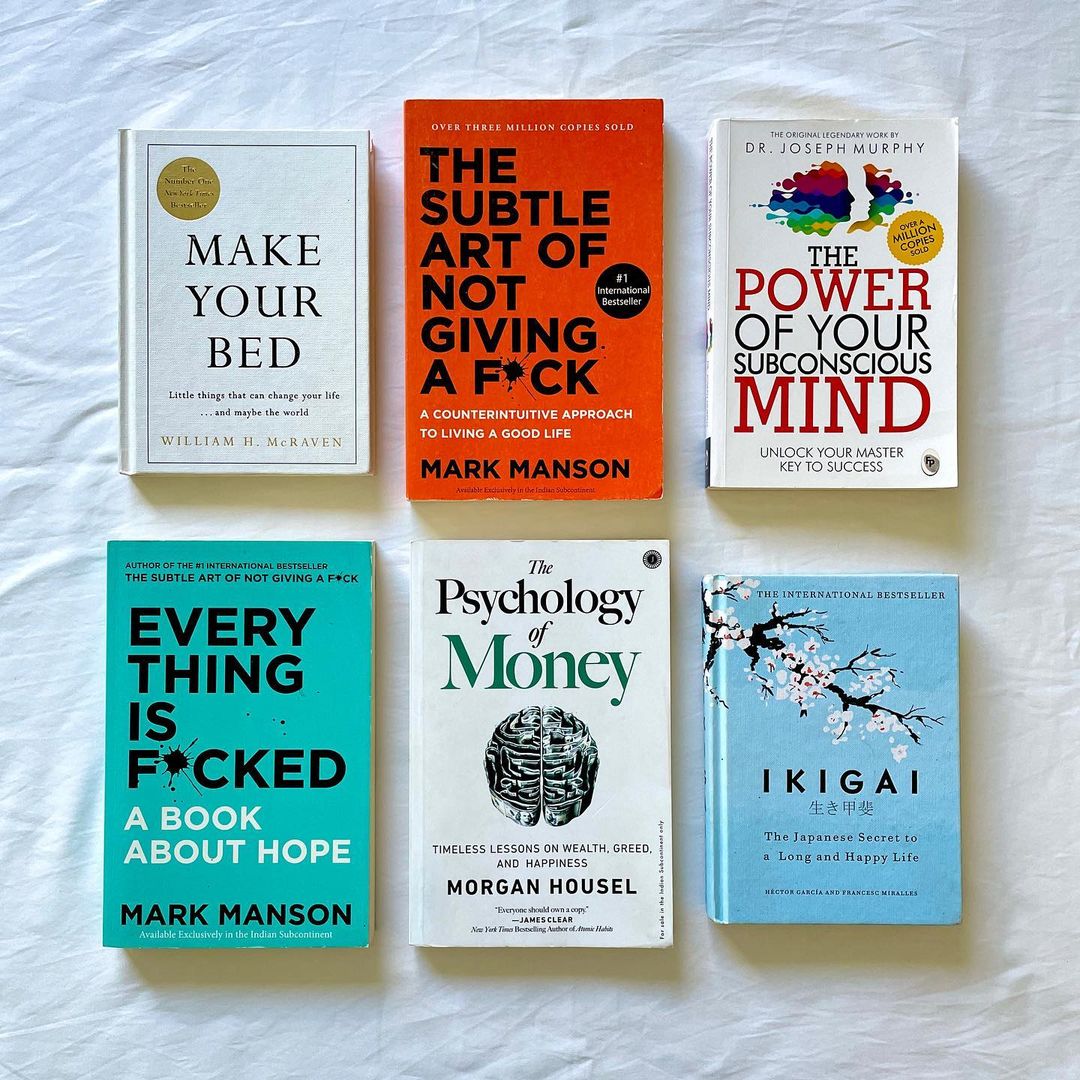 The
Number One
New York Times
Bestseller
MAKE
YOUR
BED
Little things that can change your life
...and maybe the world
WILLIAM H. McRAVEN
OVER THREE MILLION COPIES SOLD
THE
SUBTLE
ART OF
NOT
GIVING
A F*CK
#1
International
Bestseller
A COUNTERINTUITIVE APPROACH
TO LIVING A GOOD LIFE
MARK MANSON
Available Exclusively in the Indian Subcontinent
THE ORIGINAL LEGENDARY WORK BY
DR. JOSEPH MURPHY
OVER A
MILLION
COPIES
SOLD
THE
POWER
OF YOUR
SUBCONSCIOUS
MIND
UNLOCK YOUR MASTER
KEY TO SUCCESS
FP
AUTHOR OF THE #1 INTERNATIONAL BESTSELLER
THE SUBTLE ART OF NOT GIVING A F*CK
EVERY
THING
IS
F*CKED
A BOOK
ABOUT HOPE
MARK MANSON
Available Exclusively in the Indian Subcontinent
The
Psychology
of
Money
TIMELESS LESSONS ON WEALTH, GREED,
AND HAPPINESS
MORGAN HOUSEL
"Everyone should own a copy."
—JAMES CLEAR
New York Times Bestselling Author of Atomic Habits
For sale in the Indian Subcontinent only
THE INTERNATIONAL BESTSELLER
IKIGAI
生き甲斐
The Japanese Secret to
a Long and Happy Life
HÉCTOR GARCÍA AND FRANCESC MIRALLES